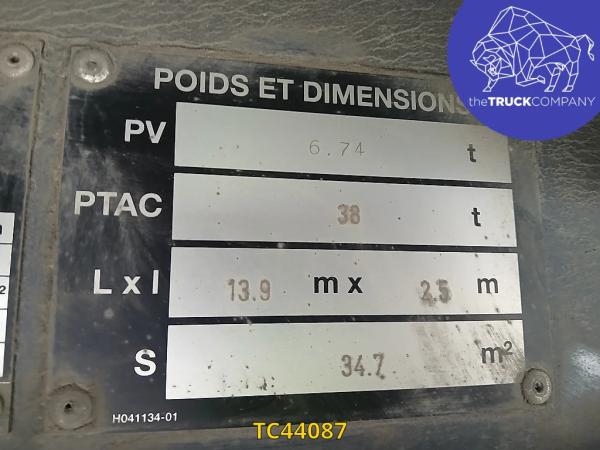 POIDS ET DIMENSIONS
PV 6.74 t
PTAC 38 t
L x l 13.9 m x 2.5 m
S 34.7 m²
H041134-01
theTRUCKCOMPANY
TC44087